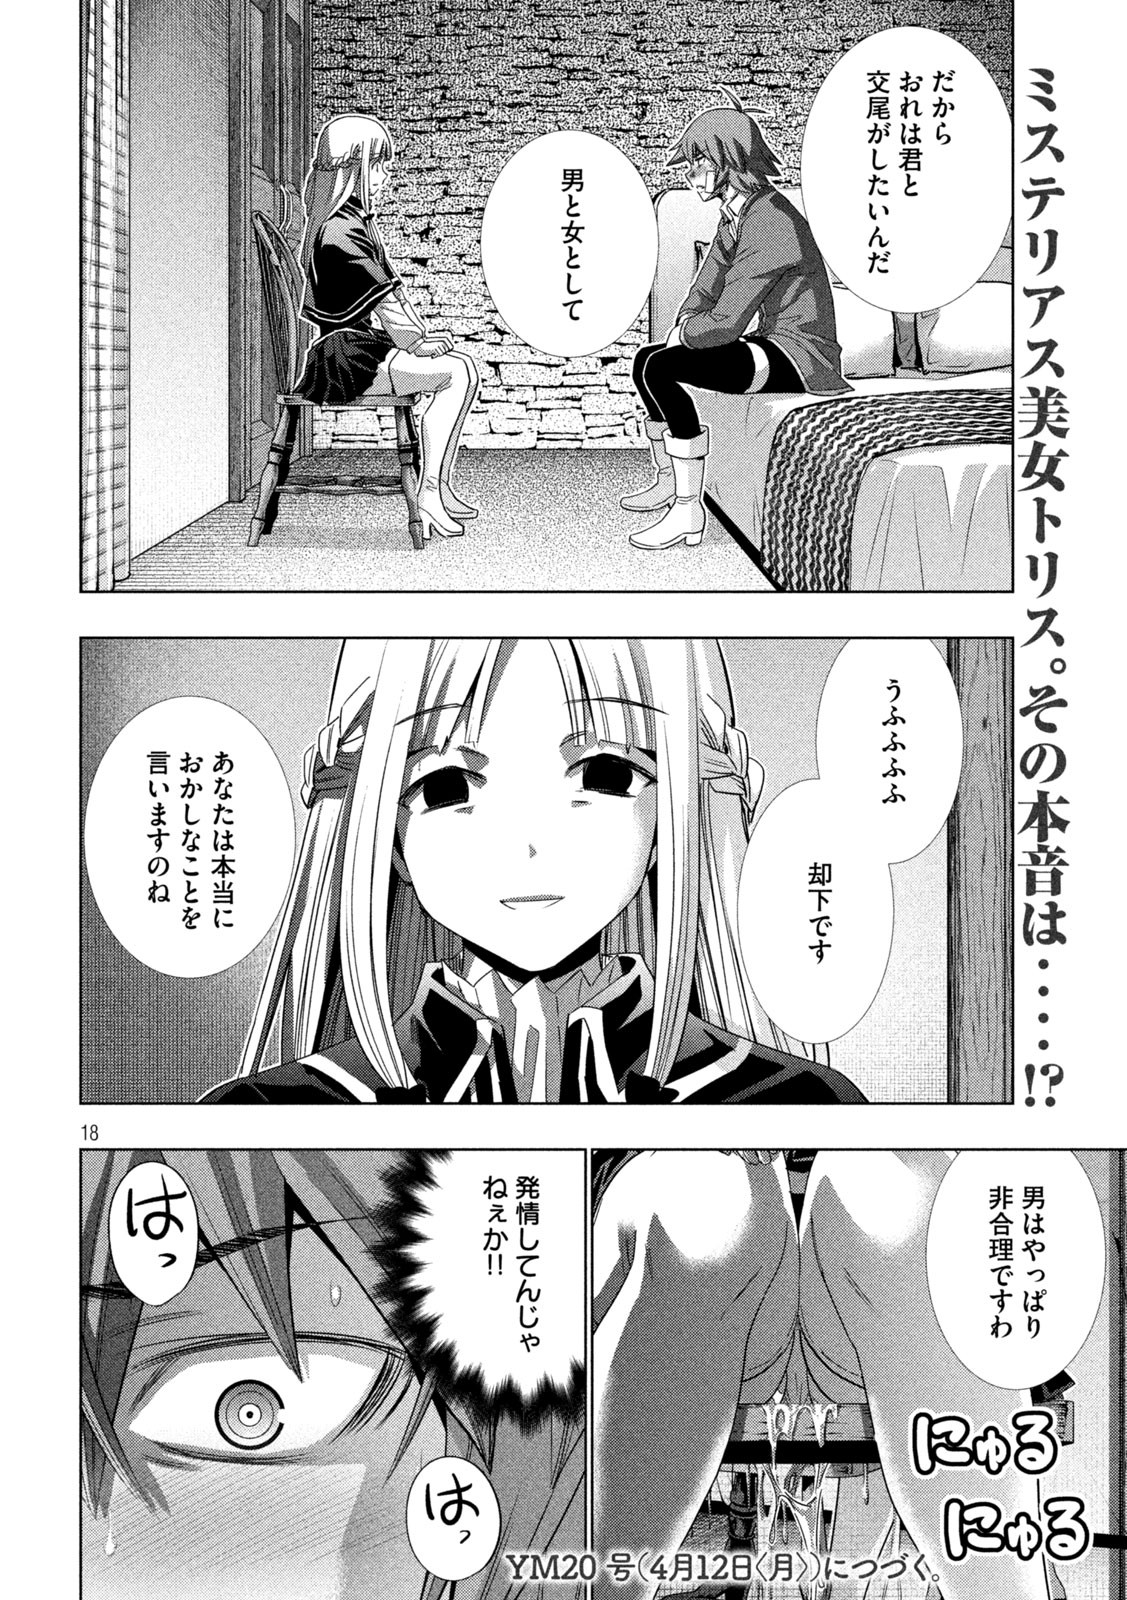 ミステリアス美女トリス。その本音は・・・・!?
だから
おれは君と
交尾がしたいんだ
男と女として
うふふふふ
却下です
あなたは本当に
おかしなことを
言いますのね
18
男はやっぱり
非合理ですわ
にゅる
にゅる
発情してんじゃ
ねぇか!!
はっ
はっ
YM20号(4月12日〈月〉)につづく。